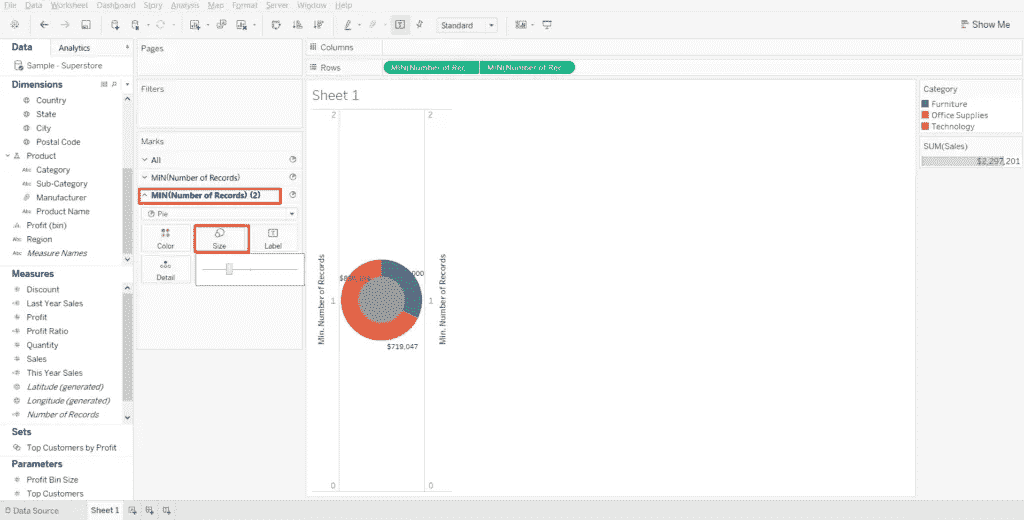 File Data Worksheet Dashboard Story Analysis Map Format Server Window Help
Standard
Show Me
Data Analytics
Sample - Superstore
Dimensions
Country
State
City
Postal Code
Product
Abc Category
Abc Sub-Category
Manufacturer
Abc Product Name
Profit (bin)
Abc Region
Abc Measure Names
Measures
Discount
Last Year Sales
Profit
Profit Ratio
Quantity
Sales
This Year Sales
Latitude (generated)
Longitude (generated)
Number of Records
Sets
Top Customers by Profit
Parameters
Profit Bin Size
Top Customers
Pages
Filters
Marks
All
MIN(Number of Records)
MIN(Number of Records) (2)
Pie
Color Size Label
Detail
Columns
Rows MIN(Number of Rec.. MIN(Number of Rec..
Sheet 1
2 2
1 1
0 0
Min. Number of Records
Min. Number of Records
$719,047
Category
Furniture
Office Supplies
Technology
SUM(Sales)
$2,297,201
Data Source Sheet 1